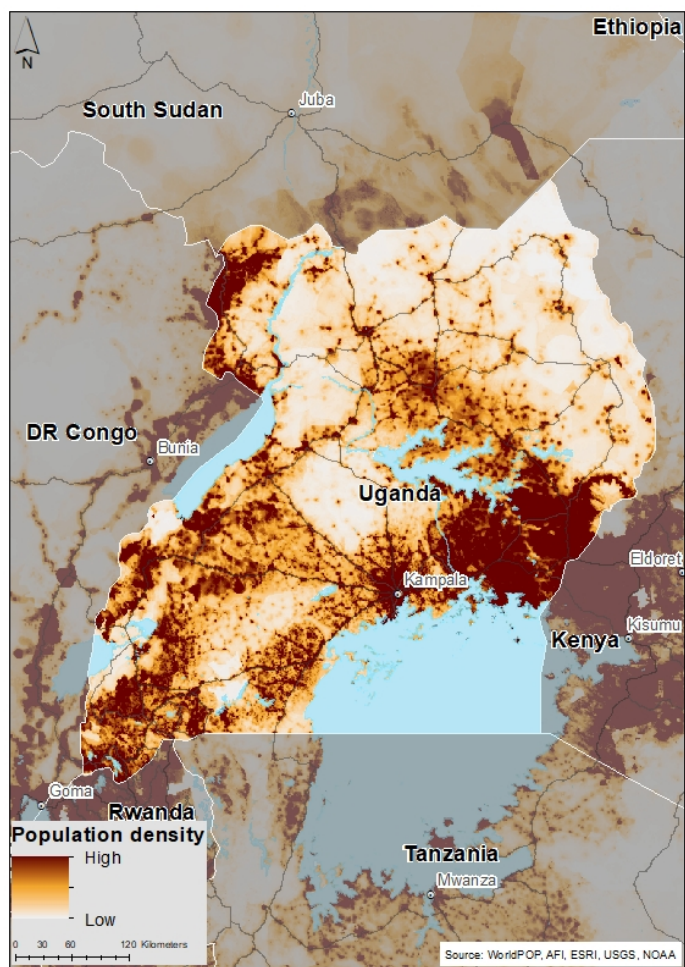 Ethiopia
N
South Sudan
Juba
DR Congo
Bunia
Uganda
Kampala
Eldoret
Kisumu
Kenya
Goma
Rwanda
Population density
High
Low
0 30 60 120 Kilometers
Tanzania
Mwanza
Source: WorldPOP, AFI, ESRI, USGS, NOAA